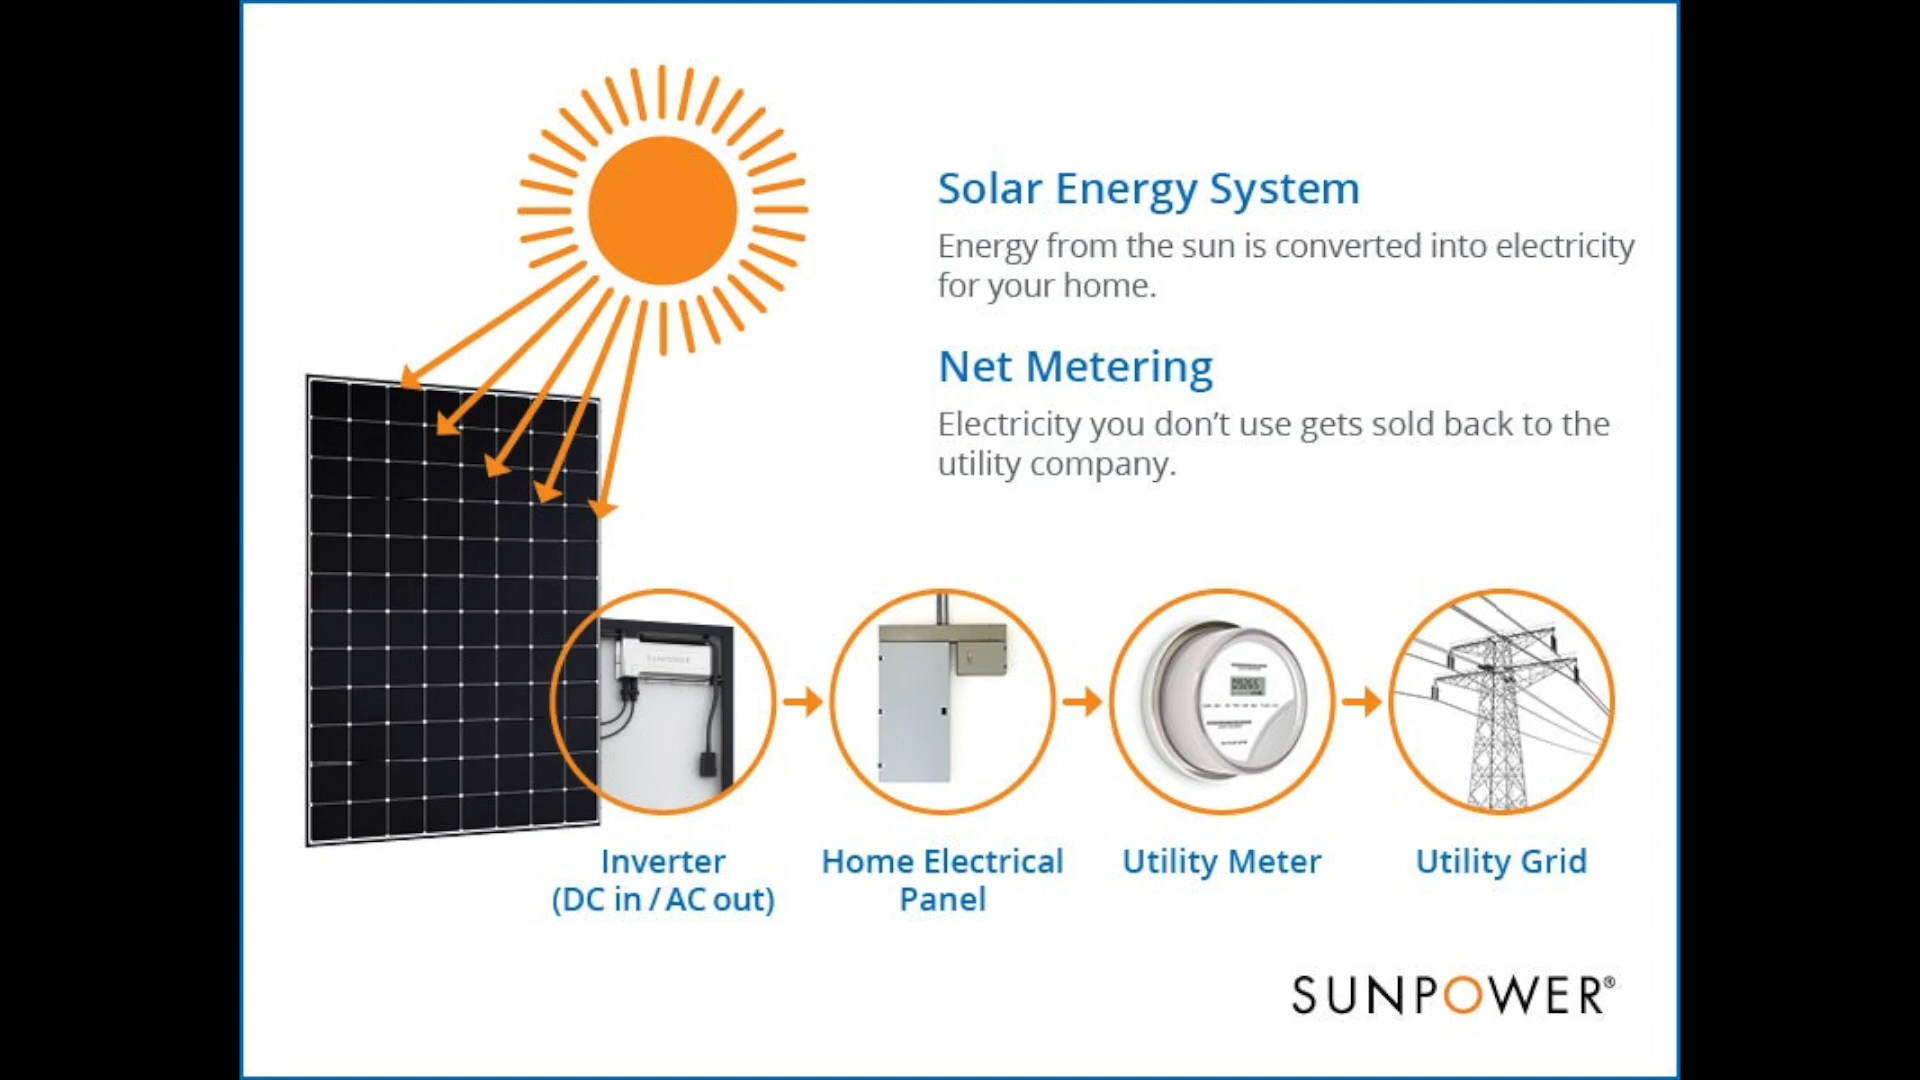 Solar Energy System
Energy from the sun is converted into electricity
for your home.
Net Metering
Electricity you don't use gets sold back to the
utility company.
SUNPOWER
Inverter
(DC in / AC out)
Home Electrical
Panel
Utility Meter
Utility Grid
SUNPOWER®